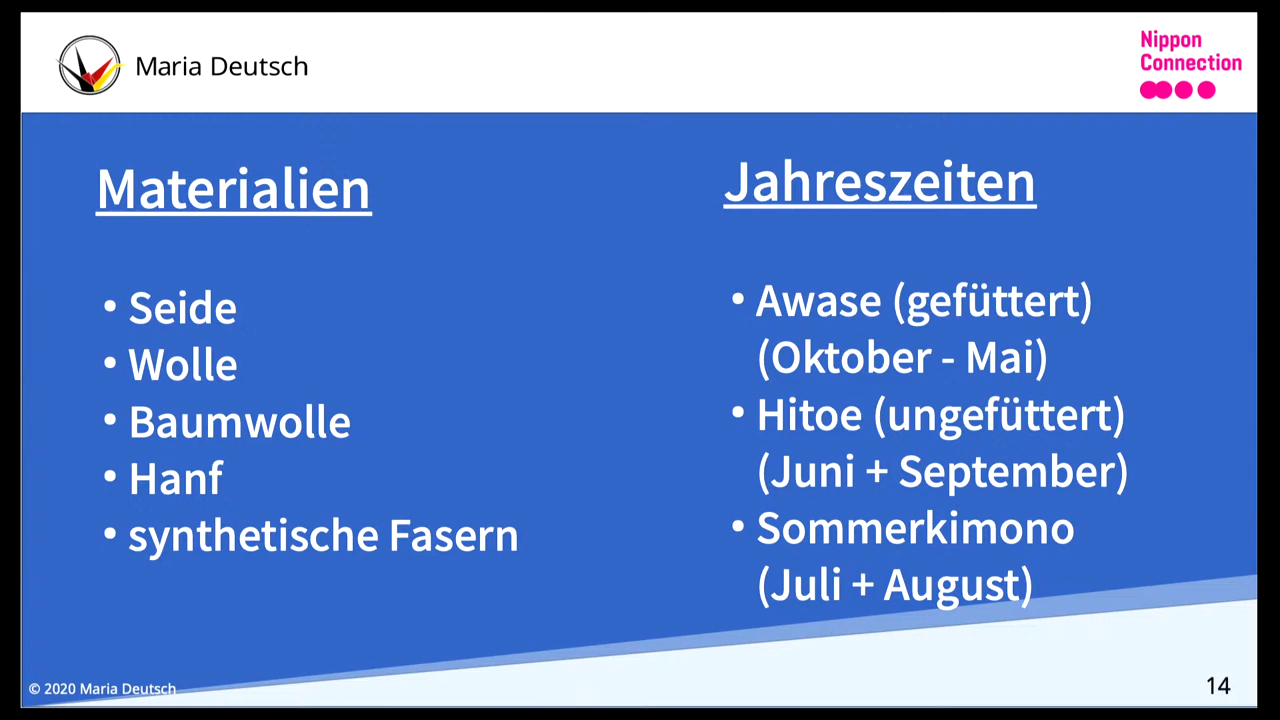 Maria Deutsch
Nippon
Connection
Materialien
• Seide
• Wolle
• Baumwolle
• Hanf
• synthetische Fasern
Jahreszeiten
• Awase (gefüttert)
(Oktober - Mai)
• Hitoe (ungefüttert)
(Juni + September)
• Sommerkimono
(Juli + August)
© 2020 Maria Deutsch
14